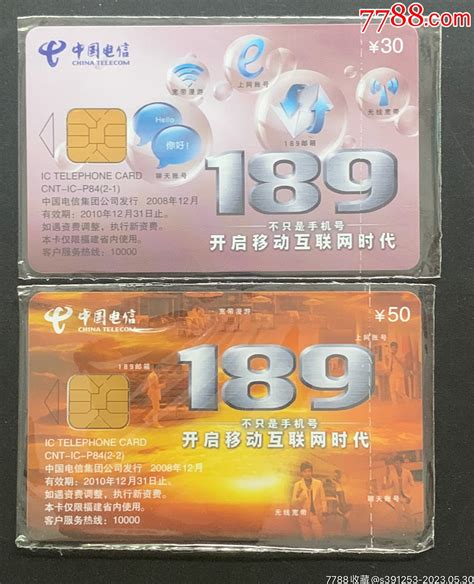 7788.com
中国电信
CHINA TELECOM
¥30
宽带漫游
上网账号
无线宽带
189邮箱
Hello
你好!
聊天账号
IC TELEPHONE CARD
CNT-IC-P84(2-1)
中国电信集团公司发行 2008年12月
有效期:2010年12月31日止。
如遇资费调整,执行新资费。
本卡仅限福建省内使用。
客户服务热线:10000
189
不只是手机号
开启移动互联网时代
中国电信
CHINA TELECOM
¥50
宽带漫游
上网账号
189邮箱
无线宽带
聊天账号
189
不只是手机号
开启移动互联网时代
IC TELEPHONE CARD
CNT-IC-P84(2-2)
中国电信集团公司发行 2008年12月
有效期:2010年12月31日止。
如遇资费调整,执行新资费。
本卡仅限福建省内使用。
客户服务热线:10000
7788收藏@s391253-2023.05.30